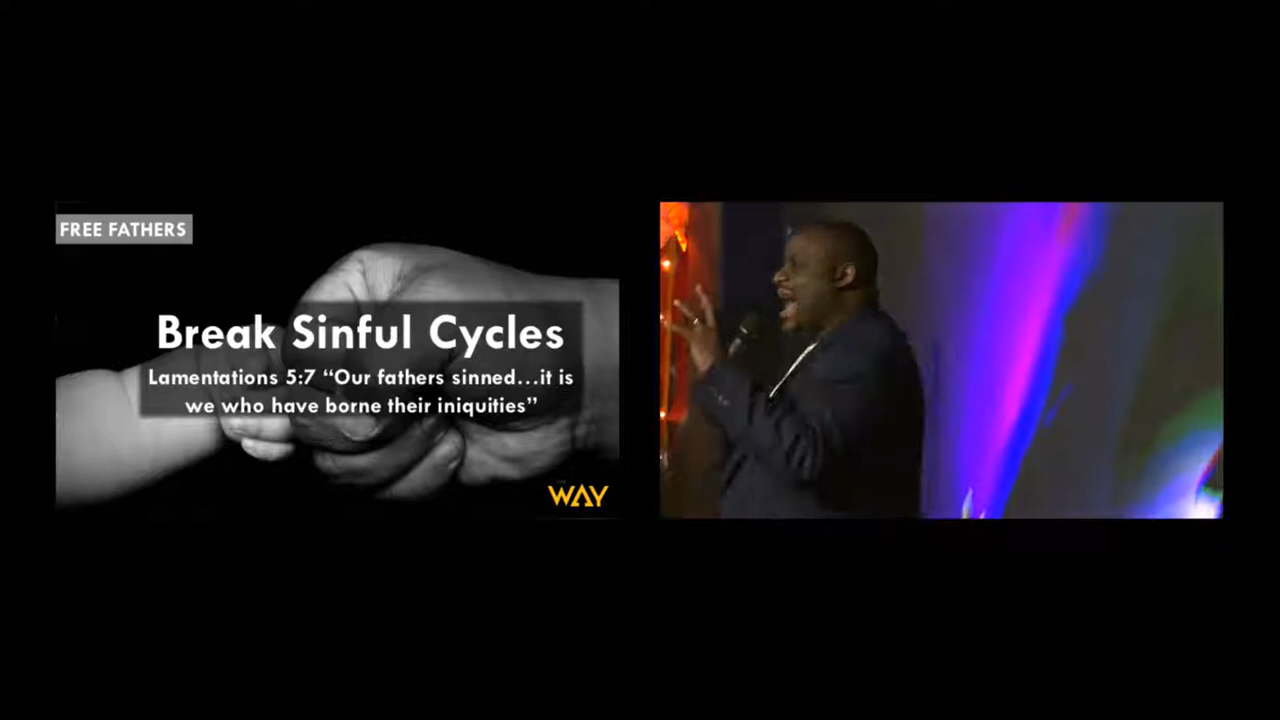 FREE FATHERS
Break Sinful Cycles
Lamentations 5:7 “Our fathers sinned...it is
we who have borne their iniquities”
WAY